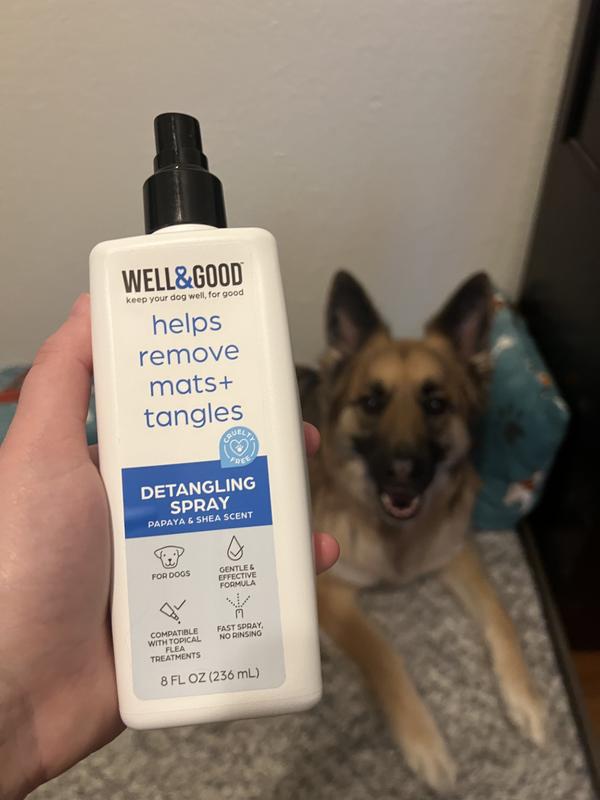 WELL&GOOD™
keep your dog well, for good
helps
remove
mats+
tangles
CRUELTY
FREE
DETANGLING
SPRAY
PAPAYA & SHEA SCENT
FOR DOGS
GENTLE &
EFFECTIVE
FORMULA
COMPATIBLE
WITH TOPICAL
FLEA
TREATMENTS
FAST SPRAY,
NO RINSING
8 FL OZ (236 mL)